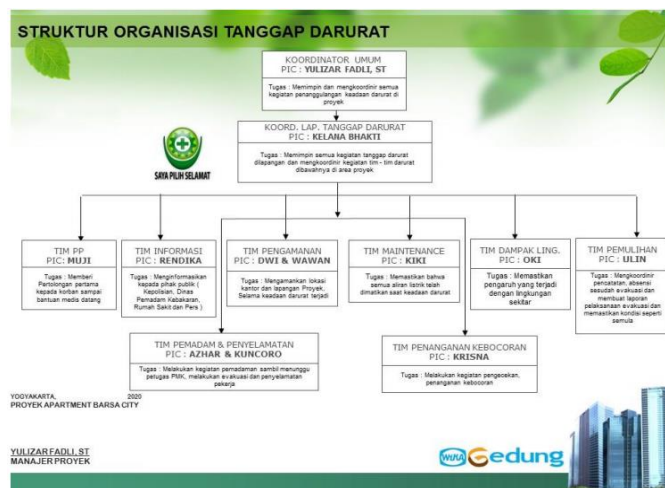 STRUKTUR ORGANISASI TANGGAP DARURAT
KOORDINATOR UMUM
PIC : YULIZAR FADLI, ST
Tugas : Memimpin dan mengkoordinir semua
kegiatan penanggulangan keadaan darurat di
proyek
KOORD. LAP. TANGGAP DARURAT
PIC : KELANA BHAKTI
Tugas : Memimpin semua kegiatan tanggap darurat
dilapangan dan mengkoordinir kegiatan tim - tim darurat
dibawahnya di area proyek
SAYA PILIH SELAMAT
TIM PP
PIC: MUJI
Tugas : Memberi
Pertolongan pertama
kepada korban sampai
bantuan medis datang
TIM INFORMASI
PIC : RENDIKA
Tugas : Menginformasikan
kepada pihak publik (
Kepolisian, Dinas
Pemadam Kebakaran,
Rumah Sakit dan Pers )
TIM PENGAMANAN
PIC : DWI & WAWAN
Tugas : Mengamankan lokasi
kantor dan lapangan Proyek.
Selama keadaan darurat terjadi
TIM MAINTENANCE
PIC : KIKI
Tugas : Memastikan bahwa
semua aliran listrik telah
dimatikan saat keadaan darurat
TIM DAMPAK LING.
PIC : OKI
Tugas : Memastikan
pengaruh yang terjadi
dengan lingkungan
sekitar
TIM PEMULIHAN
PIC : ULIN
Tugas : Mengkoordinir
pencatatan, absensi
sesudah evakuasi dan
membuat laporan
pelaksanaan evakuasi dan
memastikan kondisi seperti
semula
TIM PEMADAM & PENYELAMATAN
PIC : AZHAR & KUNCORO
Tugas : Melakukan kegiatan pemadaman sambil menunggu
petugas PMK, melakukan evakuasi dan penyelamatan
pekerja
TIM PENANGANAN KEBOCORAN
PIC : KRISNA
Tugas : Melakukan kegiatan pengecekan,
penanganan kebocoran
YOGYAKARTA, 2020
PROYEK APARTMENT BARSA CITY
YULIZAR FADLI, ST
MANAJER PROYEK
WIKA Gedung